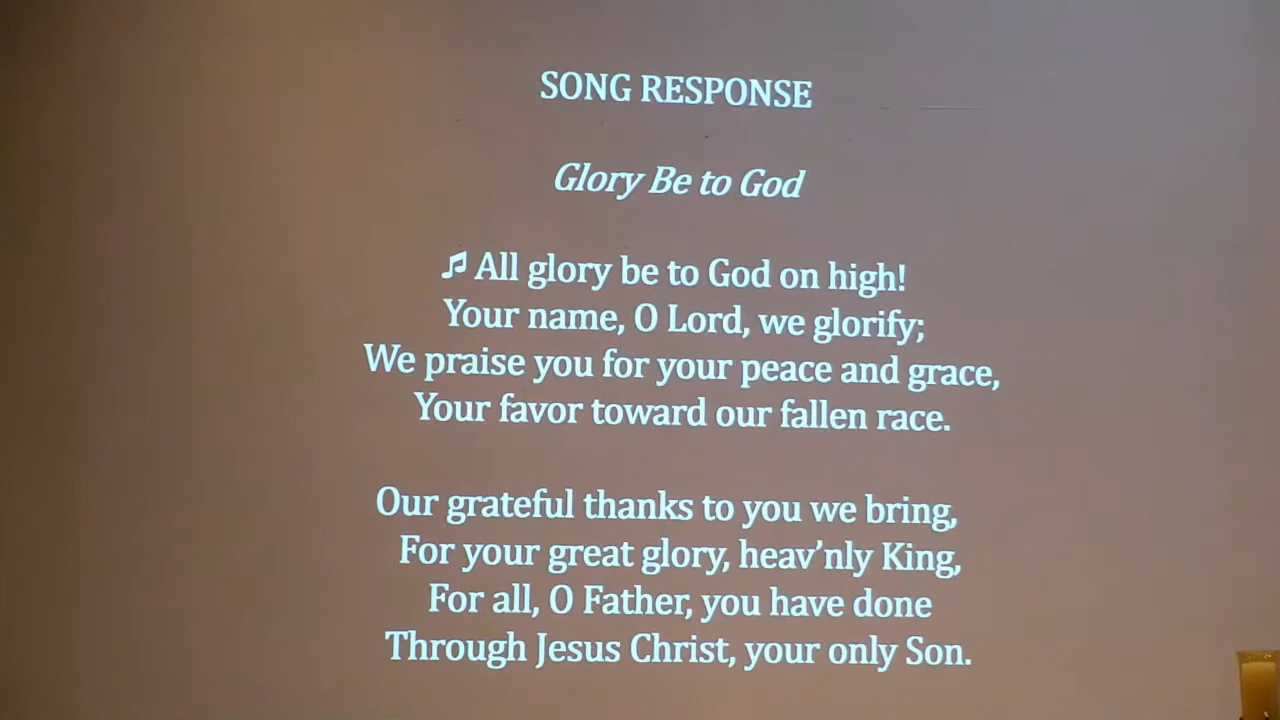 SONG RESPONSE
Glory Be to God
♫ All glory be to God on high!
Your name, O Lord, we glorify;
We praise you for your peace and grace,
Your favor toward our fallen race.
Our grateful thanks to you we bring,
For your great glory, heav’nly King,
For all, O Father, you have done
Through Jesus Christ, your only Son.